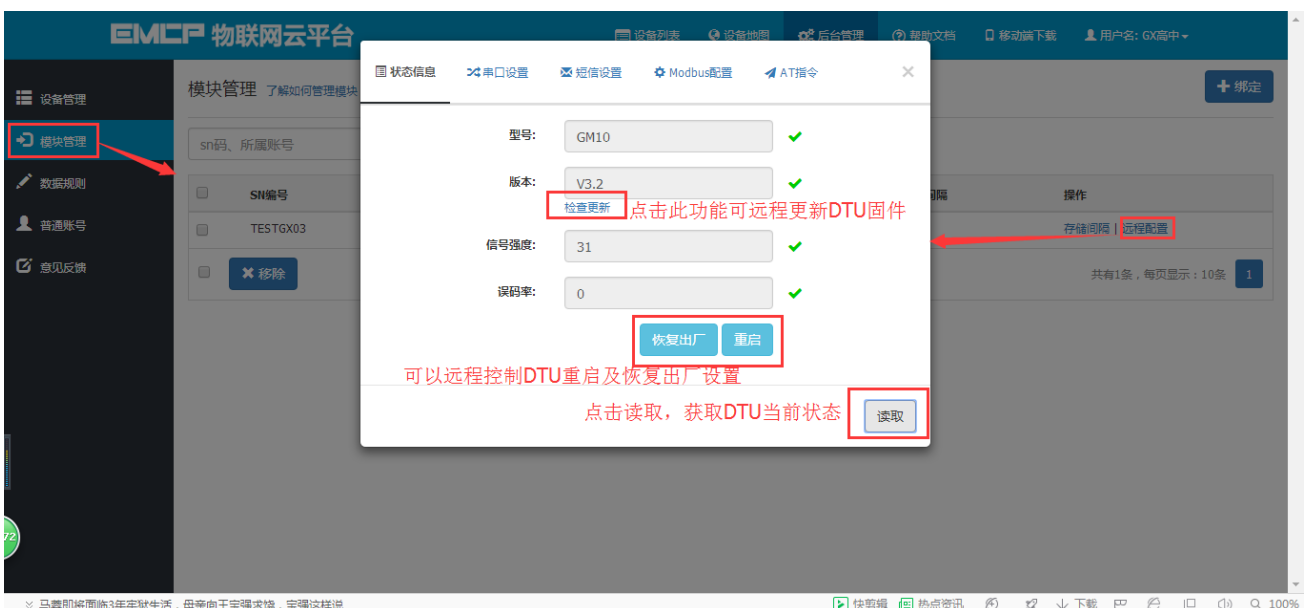 EMCP 物联网云平台
设备列表 设备地图 后台管理 帮助文档 移动端下载 用户名: GX高中
状态信息 串口设置 短信设置 Modbus配置 AT指令 ×
设备管理
模块管理
数据规则
普通账号
意见反馈
模块管理 了解如何管理模块
绑定
sn码、所属账号
SN编号 间隔 操作
TESTGX03 存储间隔 | 远程配置
移除 共有1条，每页显示：10条 1
型号: GM10
版本: V3.2
检查更新 点击此功能可远程更新DTU固件
信号强度: 31
误码率: 0
恢复出厂 重启
可以远程控制DTU重启及恢复出厂设置
点击读取，获取DTU当前状态 读取
72
快剪辑 热点资讯 下载 100%